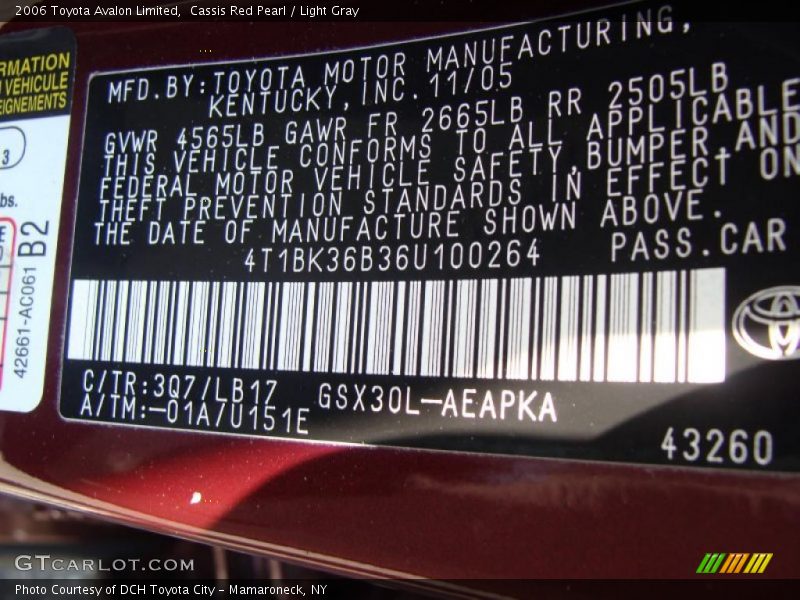 2006 Toyota Avalon Limited,  Cassis Red Pearl / Light Gray
RMATION
VEHICLE
EIGNEMENTS
3
bs.
42661-AC061 B2
MFD.BY:TOYOTA MOTOR MANUFACTURING,
KENTUCKY,INC.11/05
GVWR 4565LB GAWR FR 2665LB RR 2505LB
THIS VEHICLE CONFORMS TO ALL APPLICABLE
FEDERAL MOTOR VEHICLE SAFETY,BUMPER,AND
THEFT PREVENTION STANDARDS IN EFFECT ON
THE DATE OF MANUFACTURE SHOWN ABOVE.
4T1BK36B36U100264 PASS.CAR
C/TR:3Q7/LB17 GSX30L-AEAPKA
A/TM:-01A/U151E
43260
GTCARLOT.COM
Photo Courtesy of DCH Toyota City - Mamaroneck, NY